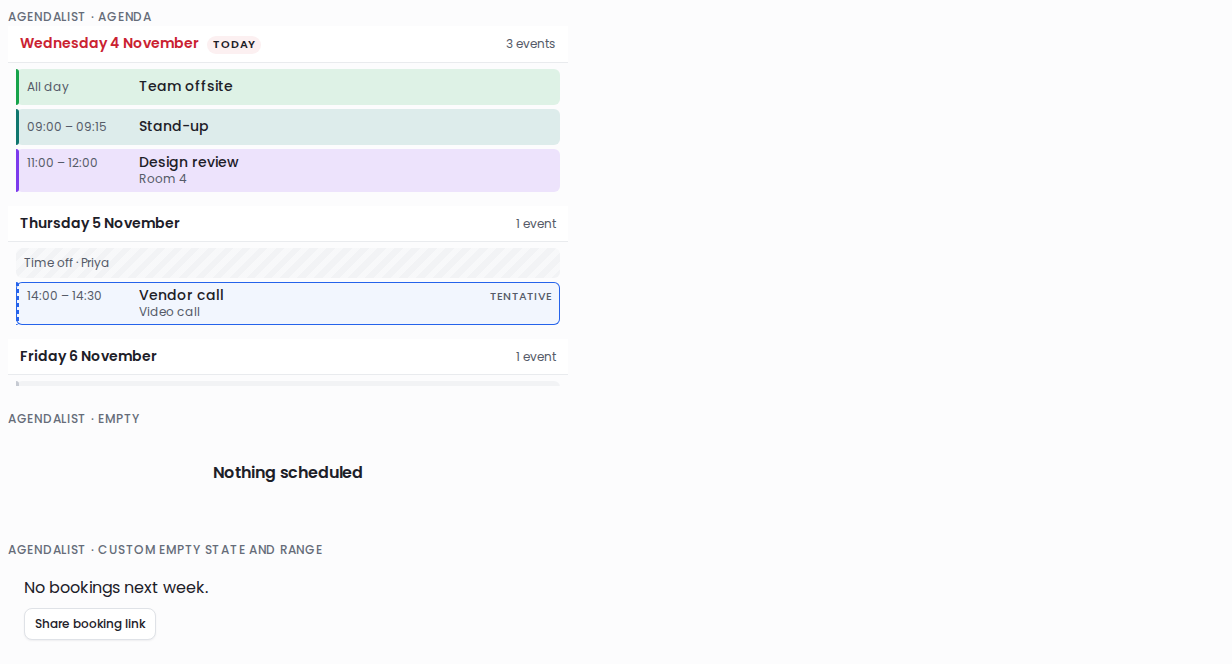 AGENDALIST · AGENDA
Wednesday 4 November TODAY 3 events
All day Team offsite
09:00 – 09:15 Stand-up
11:00 – 12:00 Design review
Room 4
Thursday 5 November 1 event
Time off · Priya
14:00 – 14:30 Vendor call TENTATIVE
Video call
Friday 6 November 1 event
AGENDALIST · EMPTY
Nothing scheduled
AGENDALIST · CUSTOM EMPTY STATE AND RANGE
No bookings next week.
Share booking link